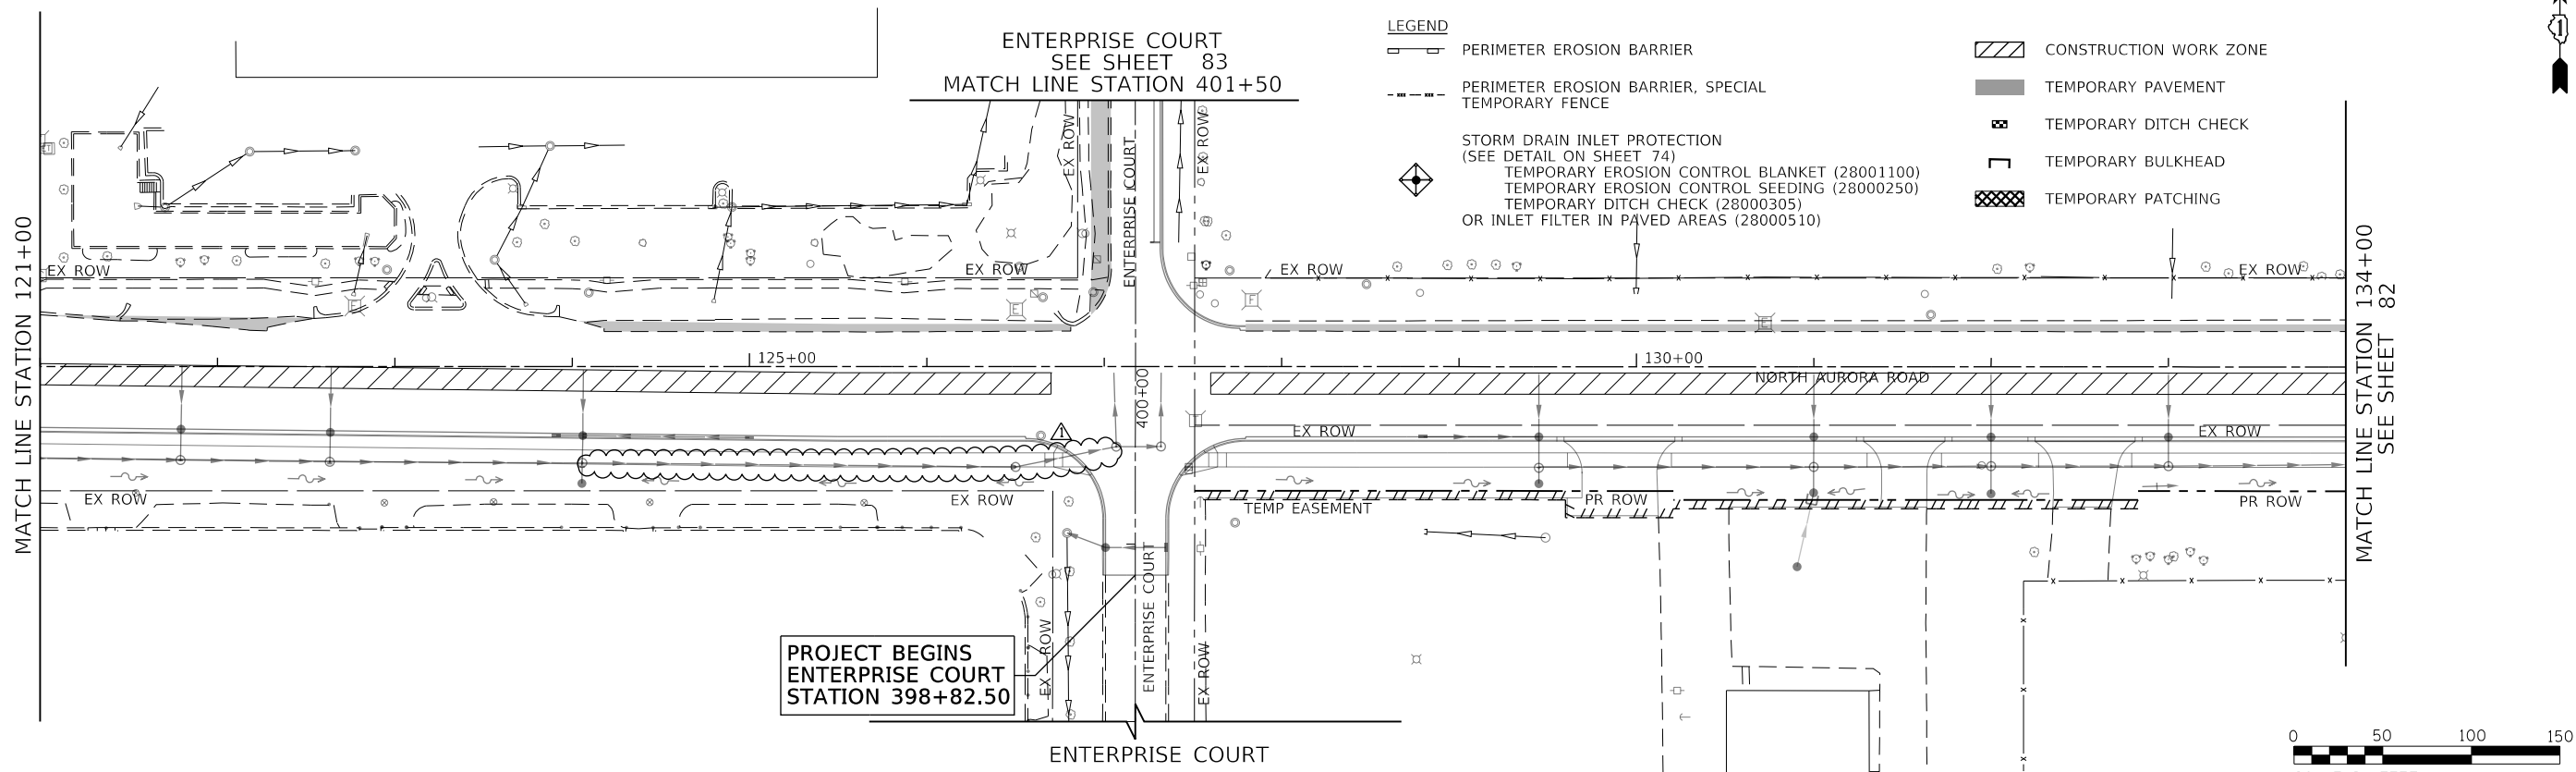 ENTERPRISE COURT
SEE SHEET 83
MATCH LINE STATION 401+50
LEGEND
PERIMETER EROSION BARRIER
PERIMETER EROSION BARRIER, SPECIAL
TEMPORARY FENCE
STORM DRAIN INLET PROTECTION
(SEE DETAIL ON SHEET 74)
TEMPORARY EROSION CONTROL BLANKET (28001100)
TEMPORARY EROSION CONTROL SEEDING (28000250)
TEMPORARY DITCH CHECK (28000305)
OR INLET FILTER IN PAVED AREAS (28000510)
CONSTRUCTION WORK ZONE
TEMPORARY PAVEMENT
TEMPORARY DITCH CHECK
TEMPORARY BULKHEAD
TEMPORARY PATCHING
1
MATCH LINE STATION 121+00
EX ROW
EX ROW
EX ROW
ENTERPRISE COURT
EX ROW
EX ROW
EX ROW
E
E
E
E
F
T
125+00
130+00
400+00
NORTH AURORA ROAD
1
EX ROW
EX ROW
EX ROW
EX ROW
TEMP EASEMENT
PR ROW
PR ROW
MATCH LINE STATION 134+00
SEE SHEET 82
PROJECT BEGINS
ENTERPRISE COURT
STATION 398+82.50
EX ROW
ENTERPRISE COURT
EX ROW
ENTERPRISE COURT
0 50 100 150